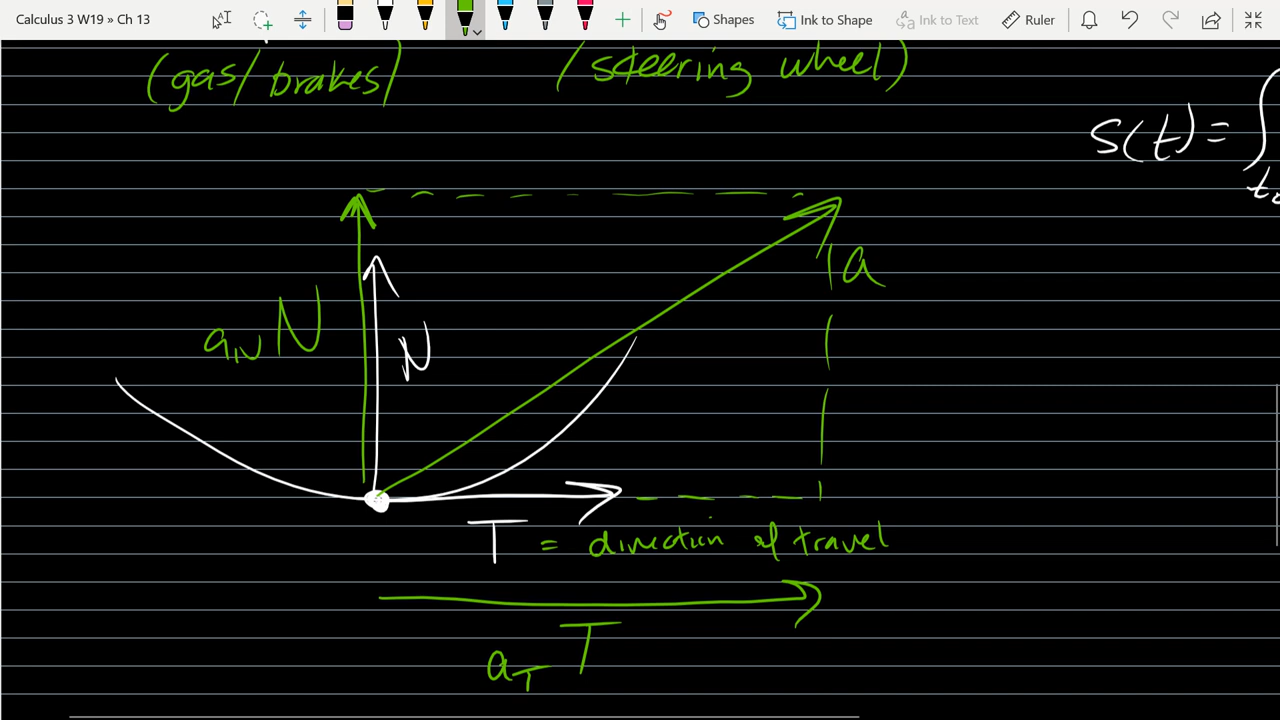 Calculus 3 W19 » Ch 13
Shapes
Ink to Shape
Ink to Text
Ruler
(gas/brakes) (steering wheel)
s(t) = ∫
t₀
a
a_N N
N
T = direction of travel
a_T T